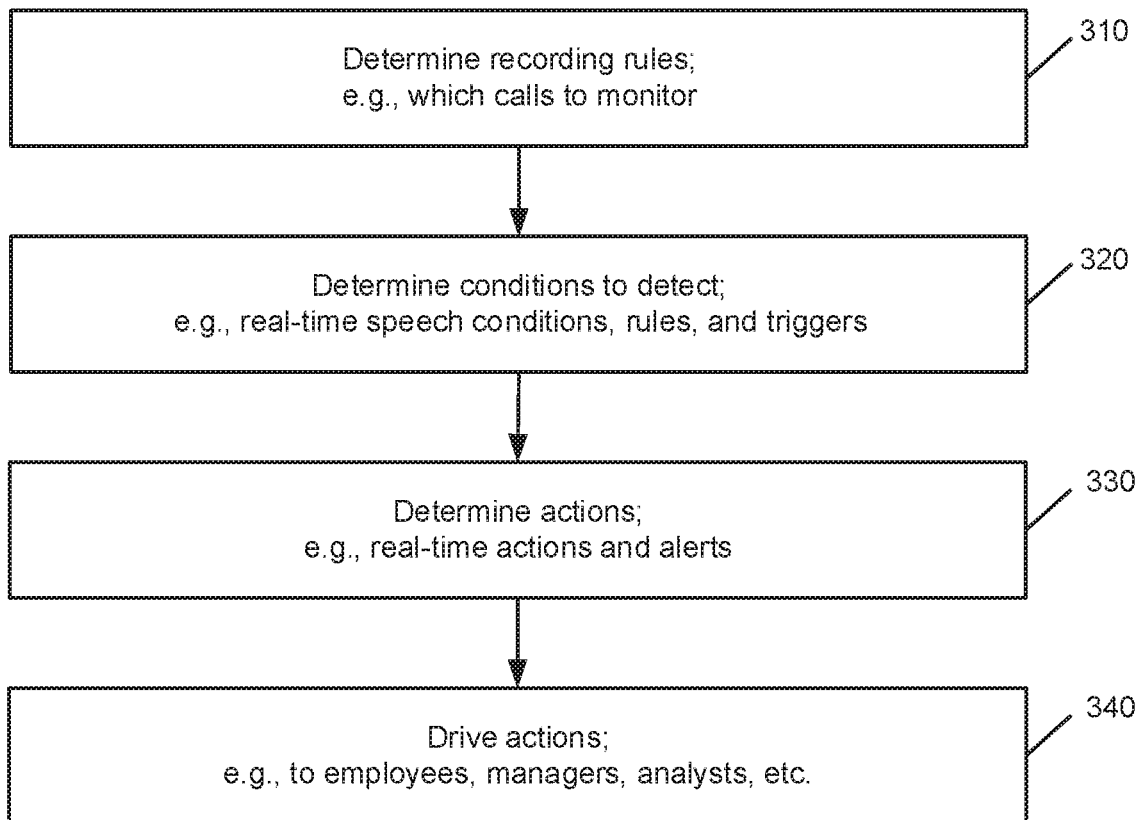 310
Determine recording rules;
e.g., which calls to monitor
320
Determine conditions to detect;
e.g., real-time speech conditions, rules, and triggers
330
Determine actions;
e.g., real-time actions and alerts
340
Drive actions;
e.g., to employees, managers, analysts, etc.